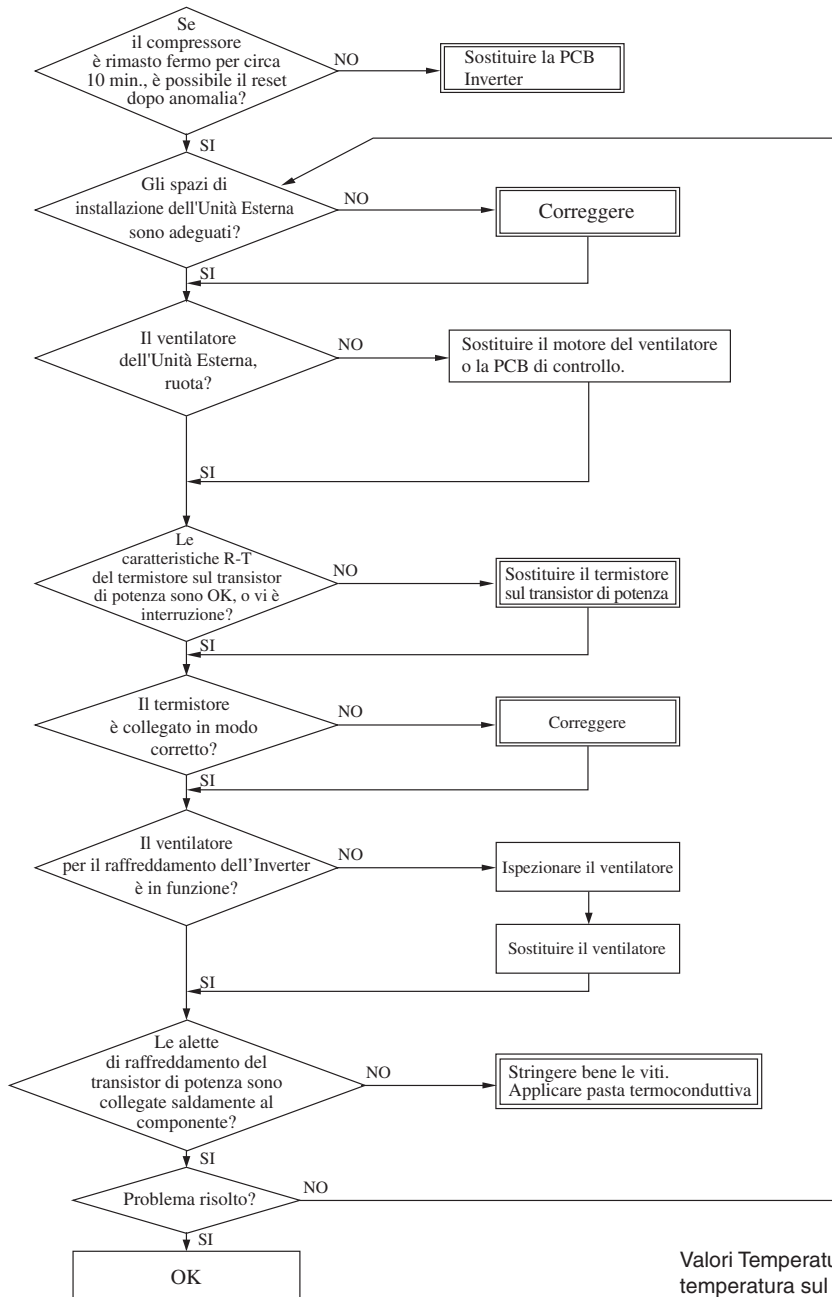 Se
il compressore
è rimasto fermo per circa
10 min., è possibile il reset
dopo anomalia?
NO
Sostituire la PCB
Inverter
SI
Gli spazi di
installazione dell'Unità Esterna
sono adeguati?
NO
Correggere
SI
Il ventilatore
dell'Unità Esterna,
ruota?
NO
Sostituire il motore del ventilatore
o la PCB di controllo.
SI
Le
caratteristiche R-T
del termistore sul transistor
di potenza sono OK, o vi è
interruzione?
NO
Sostituire il termistore
sul transistor di potenza
SI
Il termistore
è collegato in modo
corretto?
NO
Correggere
SI
Il ventilatore
per il raffreddamento dell'Inverter
è in funzione?
NO
Ispezionare il ventilatore
Sostituire il ventilatore
SI
Le alette
di raffreddamento del
transistor di potenza sono
collegate saldamente al
componente?
NO
Stringere bene le viti.
Applicare pasta termoconduttiva
SI
Problema risolto?
NO
SI
OK
Valori
temperatura sul